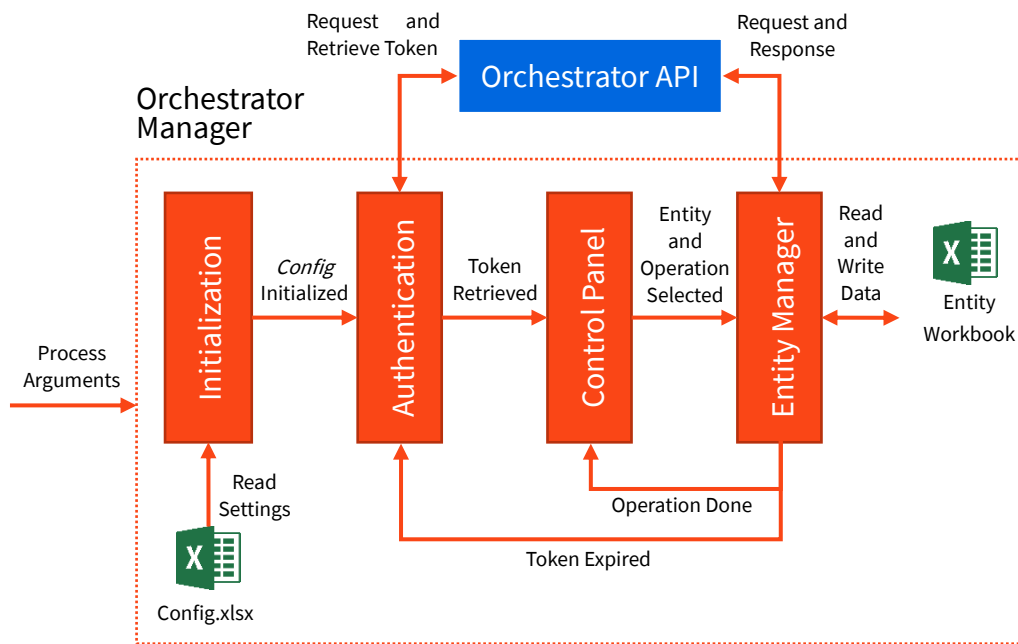 Request and
Retrieve Token
Request and
Response
Orchestrator API
Orchestrator
Manager
Initialization
Config
Initialized
Authentication
Token
Retrieved
Control Panel
Entity
and
Operation
Selected
Entity Manager
Read
and
Write
Data
X
Entity
Workbook
Process
Arguments
Read
Settings
X
Config.xlsx
Operation Done
Token Expired